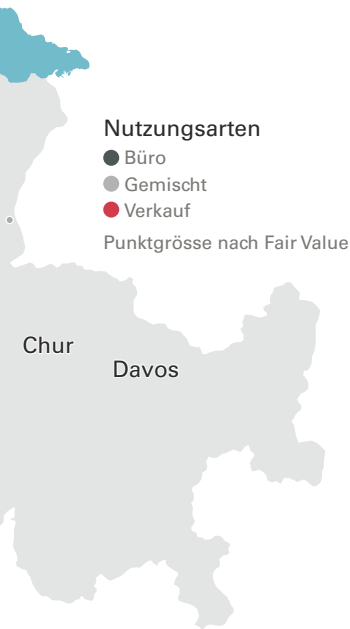 Nutzungsarten
Büro
Gemischt
Verkauf
Punktgrösse nach Fair Value
Chur
Davos